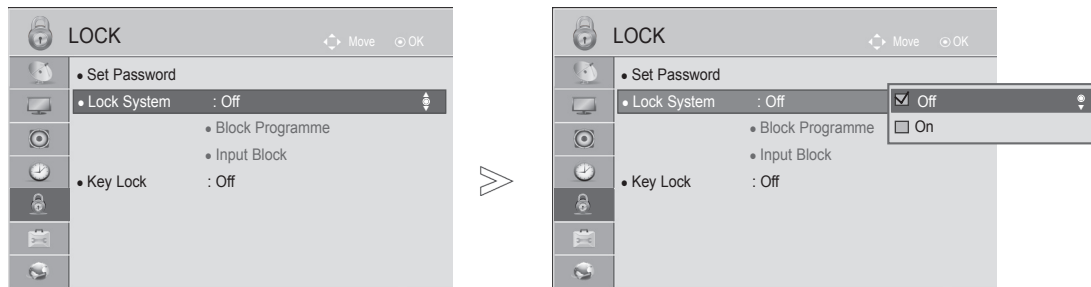 LOCK
Move OK
• Set Password
• Lock System : Off
• Block Programme
• Input Block
• Key Lock : Off
LOCK
Move OK
• Set Password
• Lock System : Off
• Block Programme
• Input Block
• Key Lock : Off
Off
On